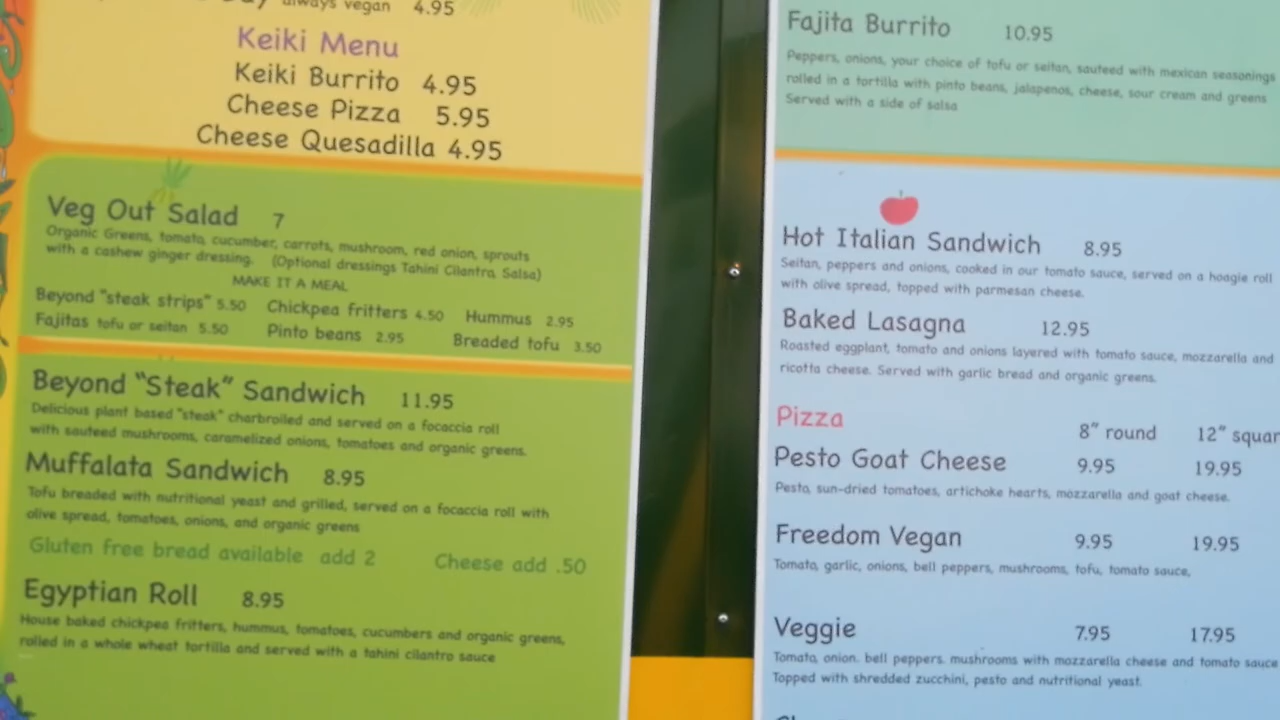 always vegan 4.95
Keiki Menu
Keiki Burrito 4.95
Cheese Pizza 5.95
Cheese Quesadilla 4.95
Veg Out Salad 7
Organic Greens, tomato, cucumber, carrots, mushroom, red onion, sprouts
with a cashew ginger dressing. (Optional dressings Tahini Cilantro, Salsa)
MAKE IT A MEAL
Beyond "steak strips" 5.50 Chickpea fritters 4.50 Hummus 2.95
Fajitas tofu or seitan 5.50 Pinto beans 2.95 Breaded tofu 3.50
Beyond "Steak" Sandwich 11.95
Delicious plant based "steak" charbroiled and served on a focaccia roll
with sauteed mushrooms, caramelized onions, tomatoes and organic greens.
Muffalata Sandwich 8.95
Tofu breaded with nutritional yeast and grilled, served on a focaccia roll with
olive spread, tomatoes, onions, and organic greens
Gluten free bread available add 2 Cheese add .50
Egyptian Roll 8.95
House baked chickpea fritters, hummus, tomatoes, cucumbers and organic greens,
rolled in a whole wheat tortilla and served with a tahini cilantro sauce
Fajita Burrito 10.95
Peppers, onions, your choice of tofu or seitan, sauteed with mexican seasonings
rolled in a tortilla with pinto beans, jalapenos, cheese, sour cream and greens
Served with a side of salsa
Hot Italian Sandwich 8.95
Seitan, peppers and onions, cooked in our tomato sauce, served on a hoagie roll
with olive spread, topped with parmesan cheese.
Baked Lasagna 12.95
Roasted eggplant, tomato and onions layered with tomato sauce, mozzarella and
ricotta cheese. Served with garlic bread and organic greens.
Pizza 8" round 12" squar
Pesto Goat Cheese 9.95 19.95
Pesto, sun-dried tomatoes, artichoke hearts, mozzarella and goat cheese.
Freedom Vegan 9.95 19.95
Tomato, garlic, onions, bell peppers, mushrooms, tofu, tomato sauce,
Veggie 7.95 17.95
Tomato, onion. bell peppers. mushrooms with mozzarella cheese and tomato sauce
Topped with shredded zucchini, pesto and nutritional yeast.